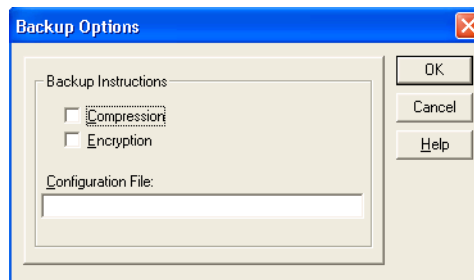 Backup Options
Backup Instructions
Compression
Encryption
Configuration File:
OK
Cancel
Help